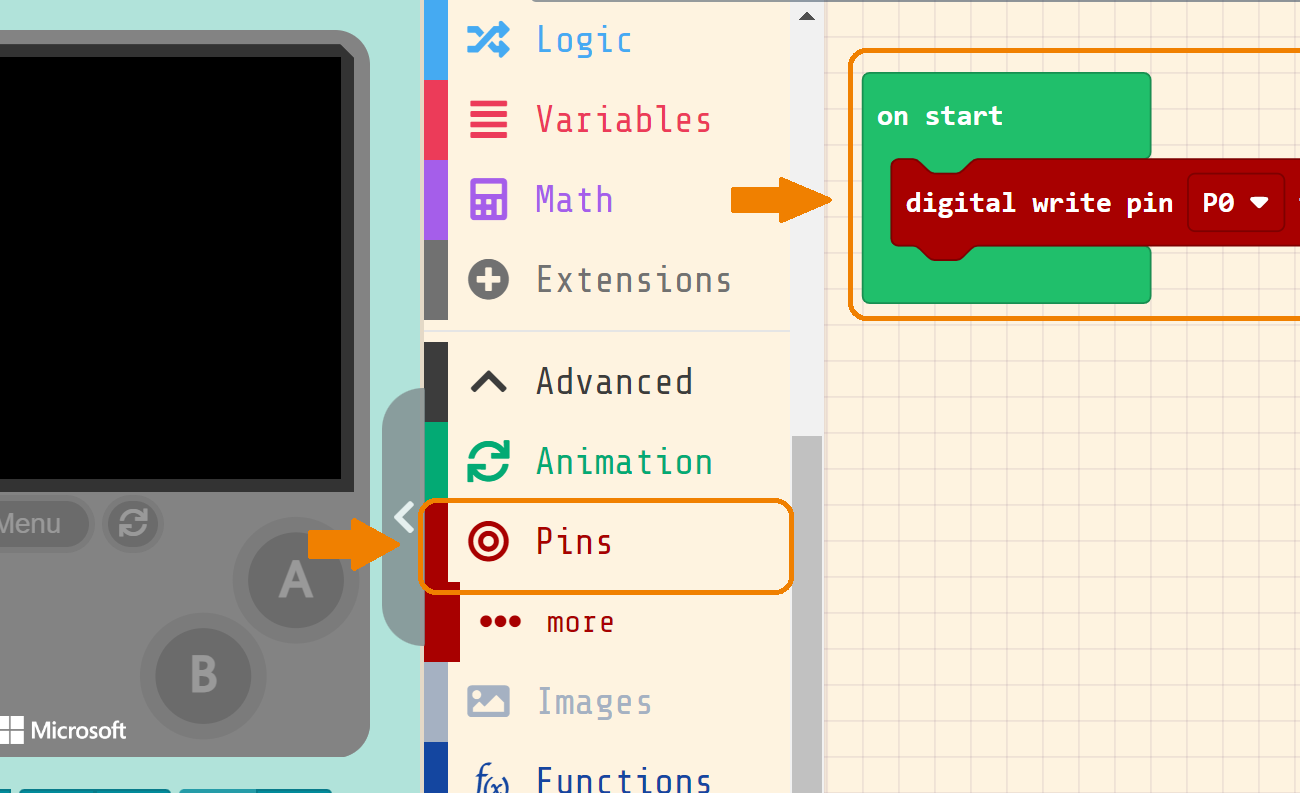 Logic
Variables
Math
Extensions
Advanced
Animation
Pins
more
Images
Functions
on start
digital write pin P0
Menu
A
B
Microsoft